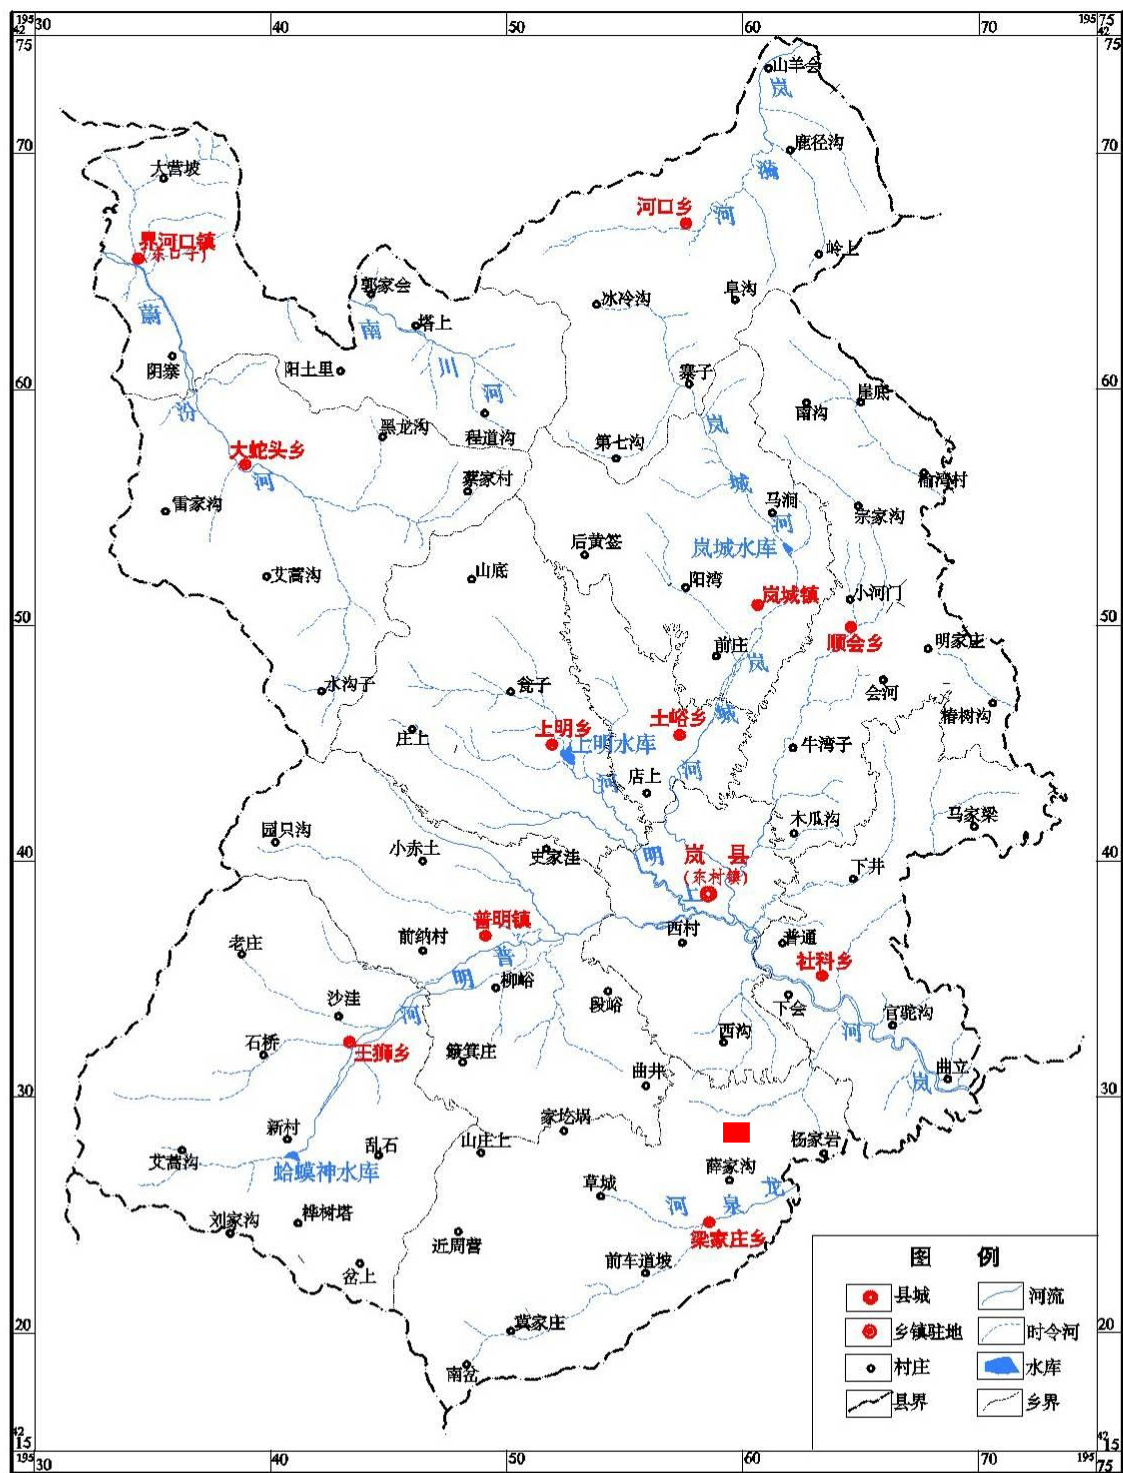 195 30
40
50
60
70
195 75
42
75
42
75
山羊会
岚
70
鹿径沟
70
大营坡
漪
河口乡
河
界河口镇
(东口子)
岭上
郭家会
冰冷沟
阜沟
蔚
南
塔上
阴寨
阳土里
川
寨子
60
河
崖底
60
汾
南沟
黑龙沟
程道沟
岚
第七沟
大蛇头乡
河
蔡家村
城
榆湾村
雷家沟
马涧
河
宗家沟
后黄签
岚城水库
艾蒿沟
山底
阳湾
岚城镇
小河门
50
50
顺会乡
前庄
岚
明家庄
水沟子
瓮子
会河
椿树沟
上明乡
土峪乡
城
庄上
上明水库
牛湾子
河
店上
河
木瓜沟
马家梁
园只沟
小赤土
史家洼
明
岚 县
(东村镇)
40
下井
40
上
普明镇
前纳村
西村
普通
老庄
普
社科乡
明
柳峪
段峪
沙洼
河
下会
官驼沟
石桥
王狮乡
簸箕庄
西沟
河
曲井
岚
曲立
30
30
新村
家圪埚
乱石
山庄上
杨家岩
艾蒿沟
蛤蟆神水库
薛家沟
草城
河
泉
龙
刘家沟
桦树塔
近周营
梁家庄乡
岔上
前车道坡
图 例
县城
河流
冀家庄
20
乡镇驻地
时令河
20
南岔
村庄
水库
县界
乡界
42
15
42
15
195 30
40
50
60
70
195 75